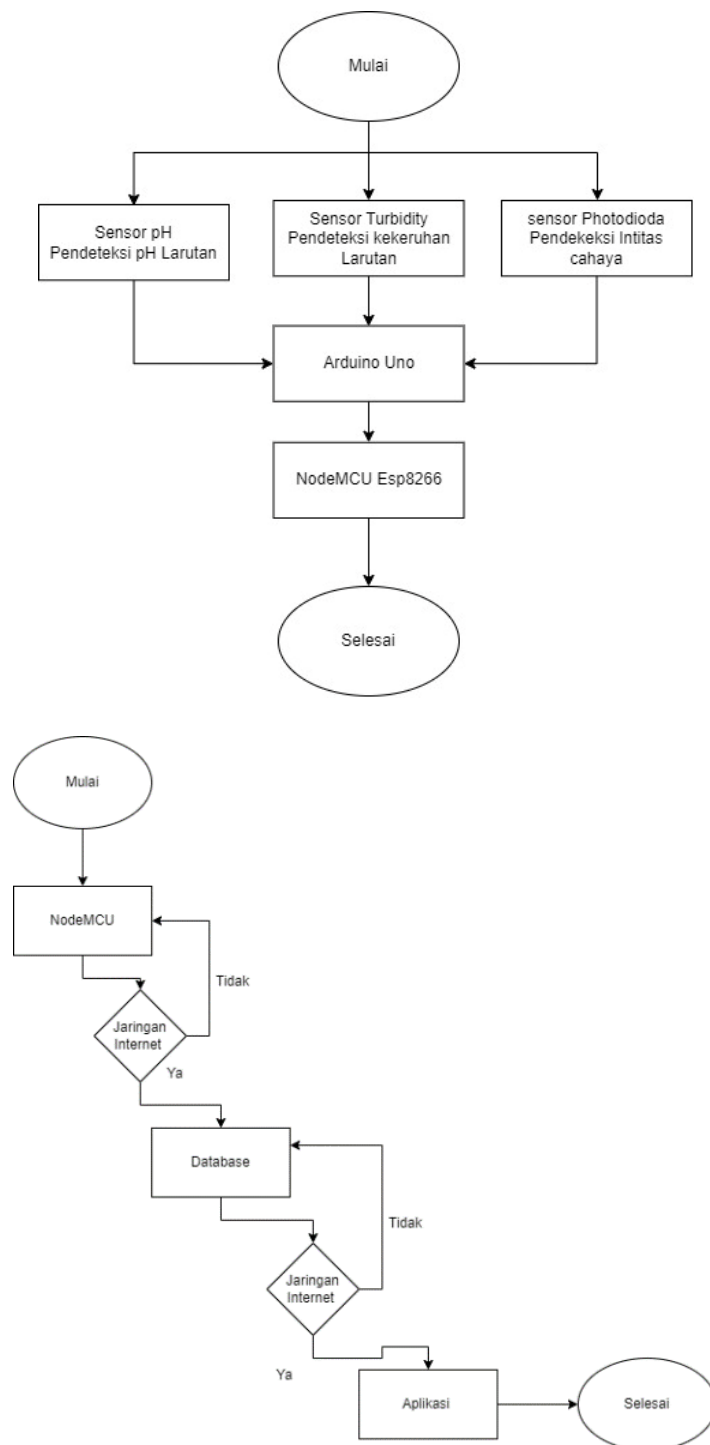 Mulai
Sensor pH
Pendeteksi pH Larutan
Sensor Turbidity
Pendeteksi kekeruhan
Larutan
sensor Photodioda
Pendekeksi Intitas
cahaya
Arduino Uno
NodeMCU Esp8266
Selesai
Mulai
NodeMCU
Tidak
Jaringan
Internet
Ya
Database
Tidak
Jaringan
Internet
Ya
Aplikasi
Selesai